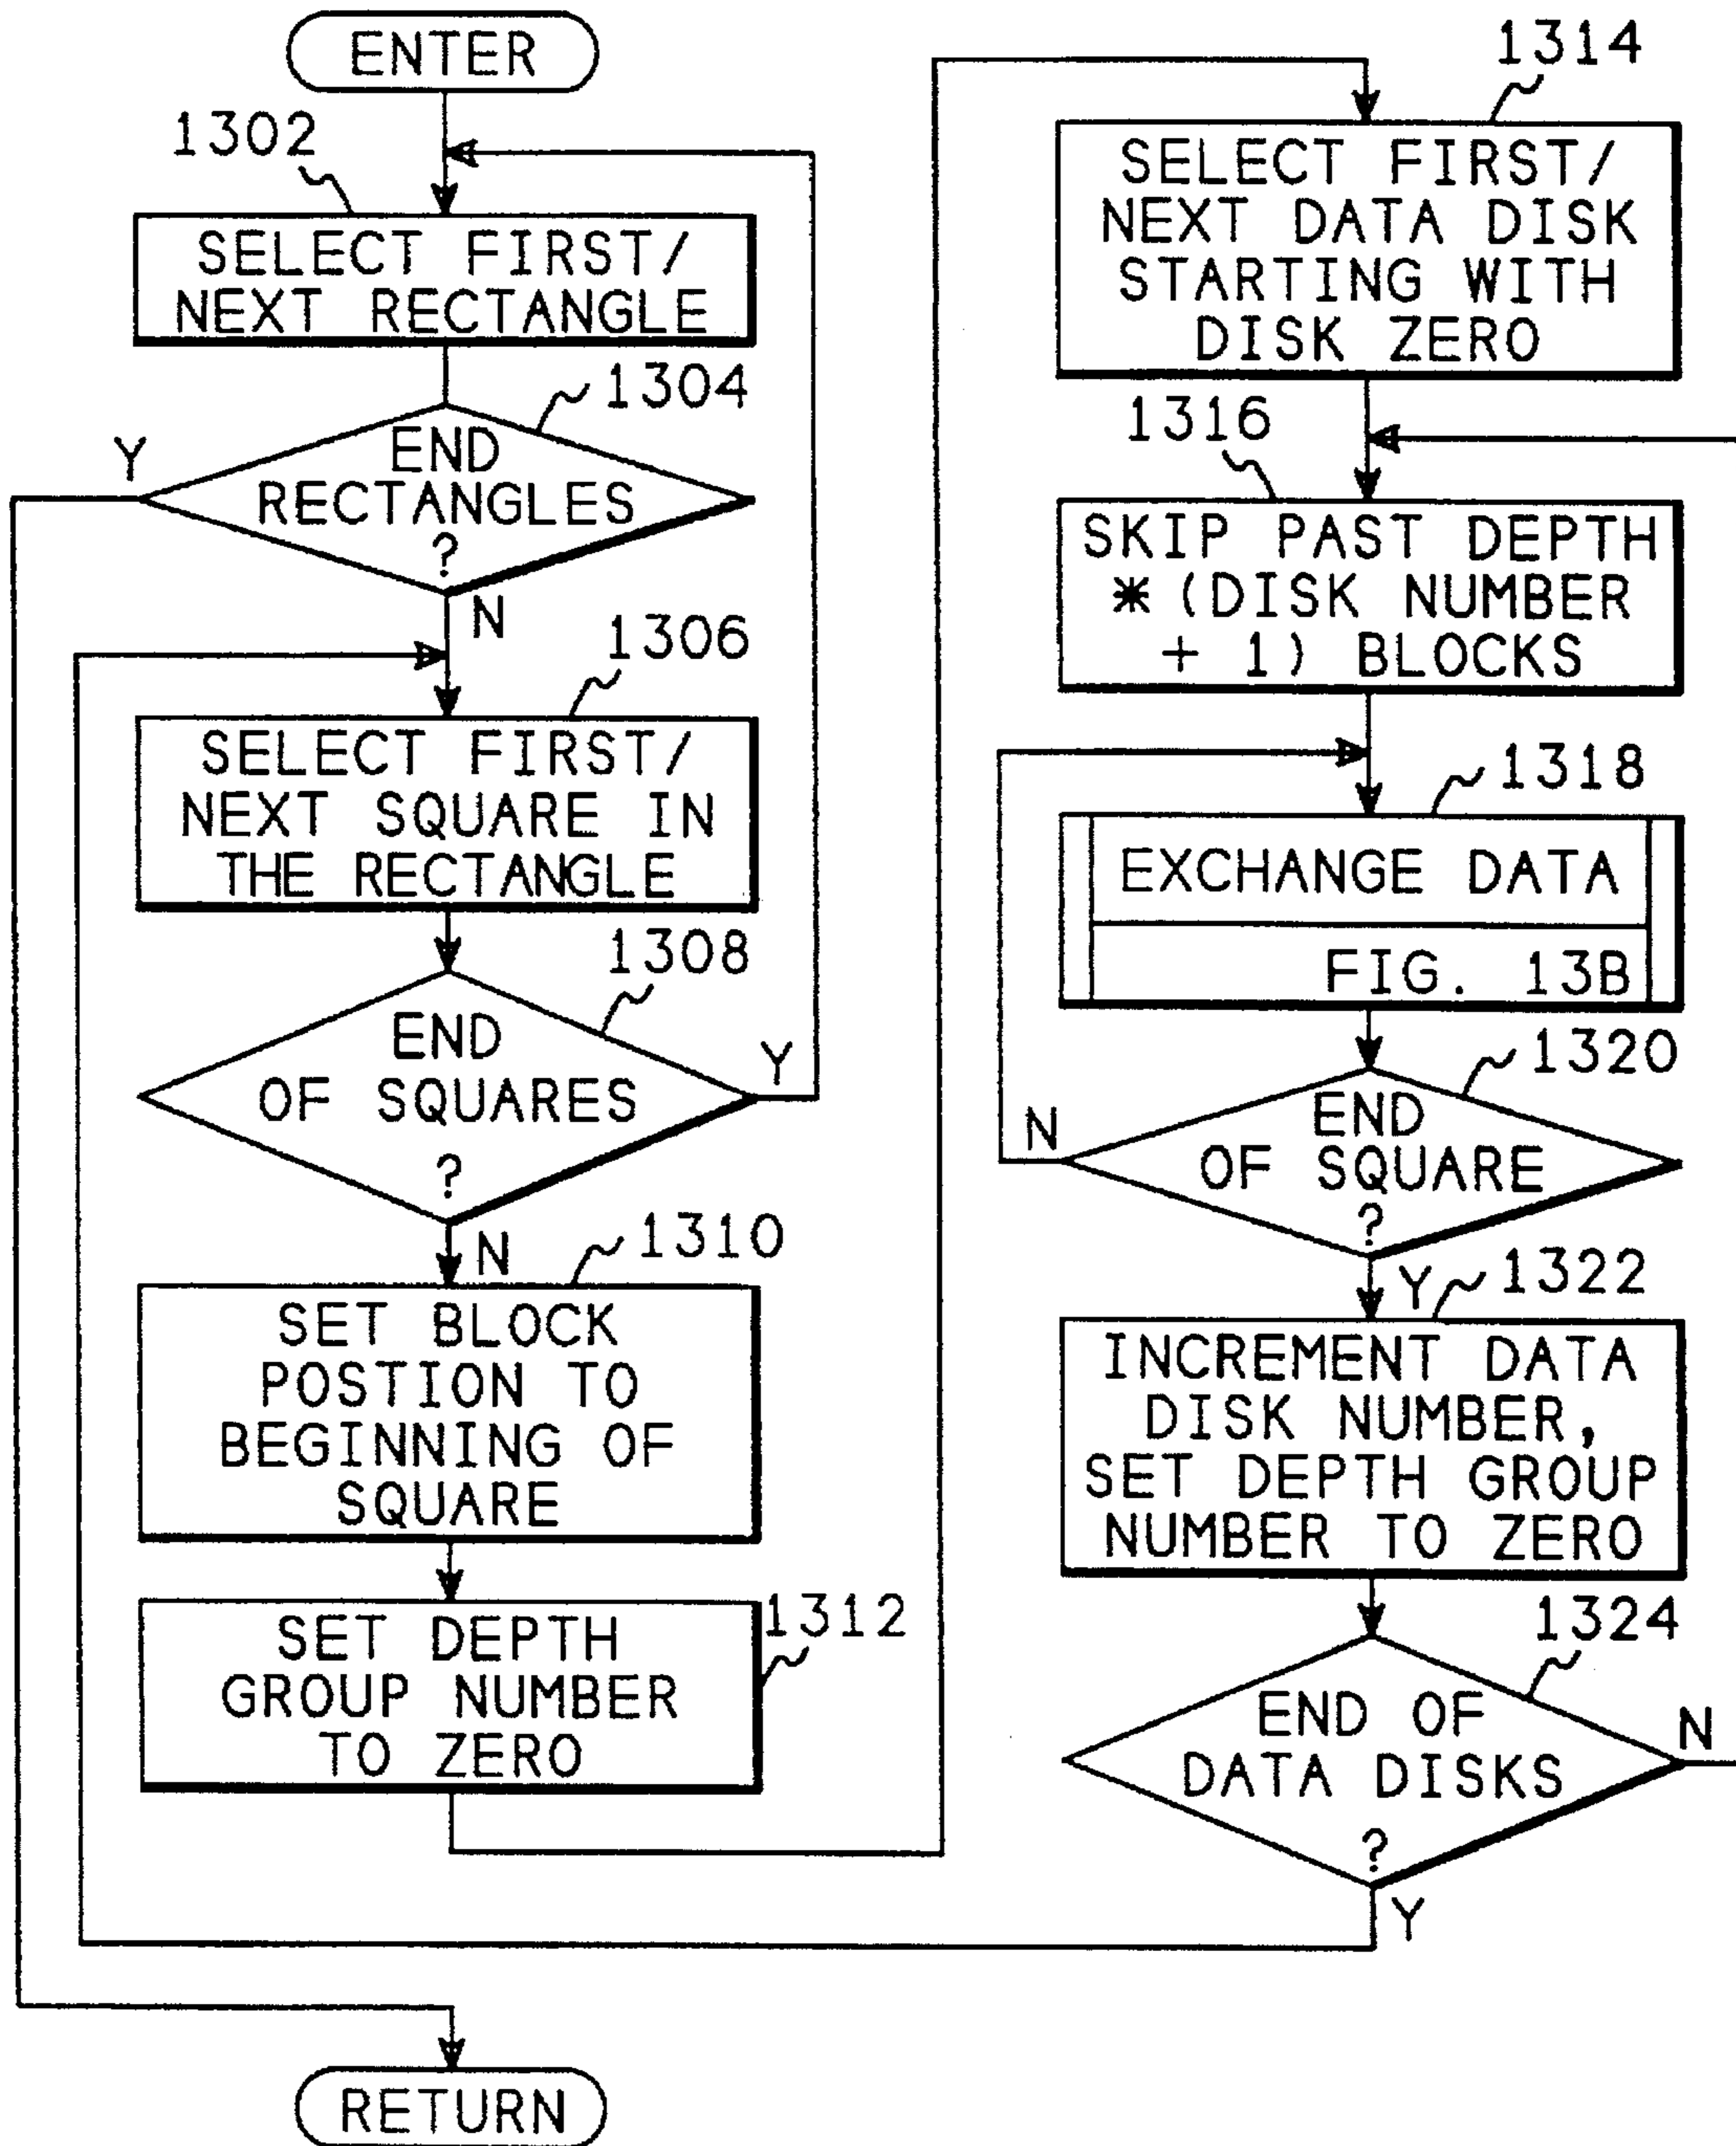 ENTER
1302
SELECT FIRST/
NEXT RECTANGLE
1304
END
RECTANGLES
?
Y
N
1306
SELECT FIRST/
NEXT SQUARE IN
THE RECTANGLE
1308
END
OF SQUARES
?
Y
N
1310
SET BLOCK
POSTION TO
BEGINNING OF
SQUARE
1312
SET DEPTH
GROUP NUMBER
TO ZERO
1314
SELECT FIRST/
NEXT DATA DISK
STARTING WITH
DISK ZERO
1316
SKIP PAST DEPTH
* (DISK NUMBER
+ 1) BLOCKS
1318
EXCHANGE DATA
FIG. 13B
1320
END
OF SQUARE
?
N
Y
1322
INCREMENT DATA
DISK NUMBER,
SET DEPTH GROUP
NUMBER TO ZERO
1324
END OF
DATA DISKS
?
N
Y
RETURN